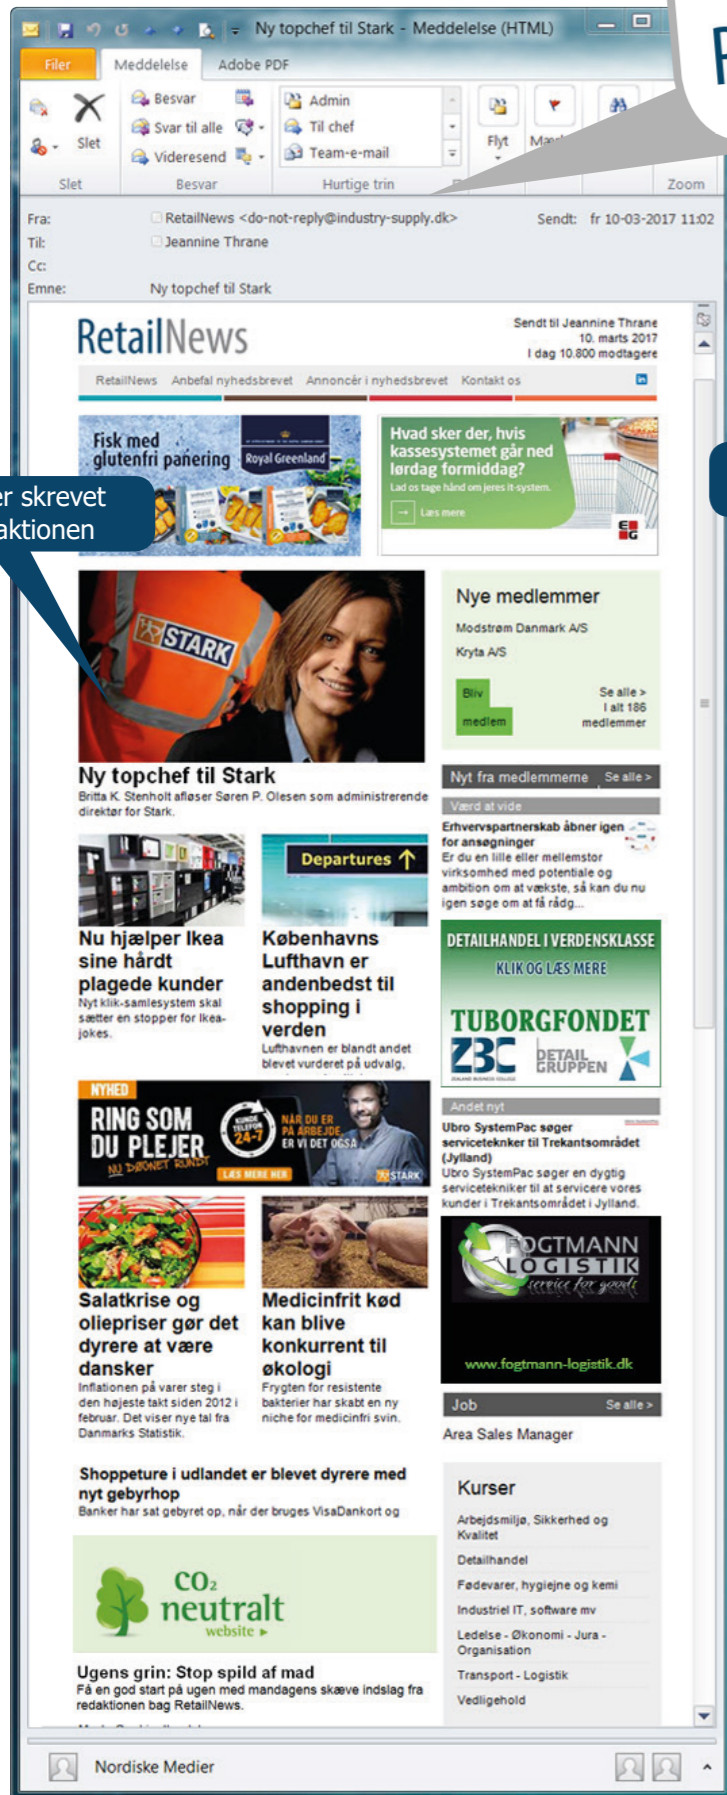 Ny topchef til Stark - Meddelelse (HTML)
Filer
Meddelelse
Adobe PDF
Slet
Besvar
Svar til alle
Videresend
Admin
Til chef
Team-e-mail
Flyt
Slet
Besvar
Hurtige trin
Zoom
Fra:
RetailNews <do-not-reply@industry-supply.dk>
Sendt: fr 10-03-2017 11:02
Til:
Jeannine Thrane
Cc:
Emne:
Ny topchef til Stark
RetailNews
Sendt til Jeannine Thrane
10. marts 2017
I dag 10.800 modtagere
RetailNews Anbefal nyhedsbrevet Annoncér i nyhedsbrevet Kontakt os
in
Fisk med
glutenfri panering
Royal Greenland
Hvad sker der, hvis
kassesystemet går ned
lørdag formiddag?
Lad os tage hånd om jeres it-system.
→ Læs mere
EG
er skrevet
aktionen
STARK
Ny topchef til Stark
Britta K. Stenholt afløser Søren P. Olesen som administrerende
direktør for Stark.
Nye medlemmer
Modstrøm Danmark A/S
Kryta A/S
Bliv
medlem
Se alle >
I alt 186
medlemmer
Nyt fra medlemmerne Se alle >
Værd at vide
Erhvervspartnerskab åbner igen
for ansøgninger
Er du en lille eller mellemstor
virksomhed med potentiale og
ambition om at vækste, så kan du nu
igen søge om at få rådg...
Departures ↑
Nu hjælper Ikea
sine hårdt
plagede kunder
Nyt klik-samlesystem skal
sætter en stopper for Ikea-
jokes.
Københavns
Lufthavn er
andenbedst til
shopping i
verden
Lufthavnen er blandt andet
blevet vurderet på udvalg,
DETAILHANDEL I VERDENSKLASSE
KLIK OG LÆS MERE
TUBORGFONDET
ZBC
ZEALAND BUSINESS COLLEGE
DETAIL
GRUPPEN
NYHED
RING SOM
DU PLEJER
NU DØGNET RUNDT
KUNDE
TELEFON
24-7
NÅR DU ER
PÅ ARBEJDE,
ER VI DET OGSÅ
LÆS MERE HER
STARK
Andet nyt
Ubro SystemPac søger
servicetekniker til Trekantsområdet
(Jylland)
Ubro SystemPac søger en dygtig
servicetekniker til at servicere vores
kunder i Trekantsområdet i Jylland.
Salatkrise og
oliepriser gør det
dyrere at være
dansker
Inflationen på varer steg i
den højeste takt siden 2012 i
februar. Det viser nye tal fra
Danmarks Statistik.
Medicinfrit kød
kan blive
konkurrent til
økologi
Frygten for resistente
bakterier har skabt en ny
niche for medicinfri svin.
FOGTMANN
LOGISTIK
service for goods
www.fogtmann-logistik.dk
Job Se alle >
Area Sales Manager
Shoppeture i udlandet er blevet dyrere med
nyt gebyrhop
Banker har sat gebyret op, når der bruges VisaDankort og
CO₂
neutralt
website ▸
Ugens grin: Stop spild af mad
Få en god start på ugen med mandagens skæve indslag fra
redaktionen bag RetailNews.
Kurser
Arbejdsmiljø, Sikkerhed og
Kvalitet
Detailhandel
Fødevarer, hygiejne og kemi
Industriel IT, software mv
Ledelse - Økonomi - Jura -
Organisation
Transport - Logistik
Vedligehold
Nordiske Medier